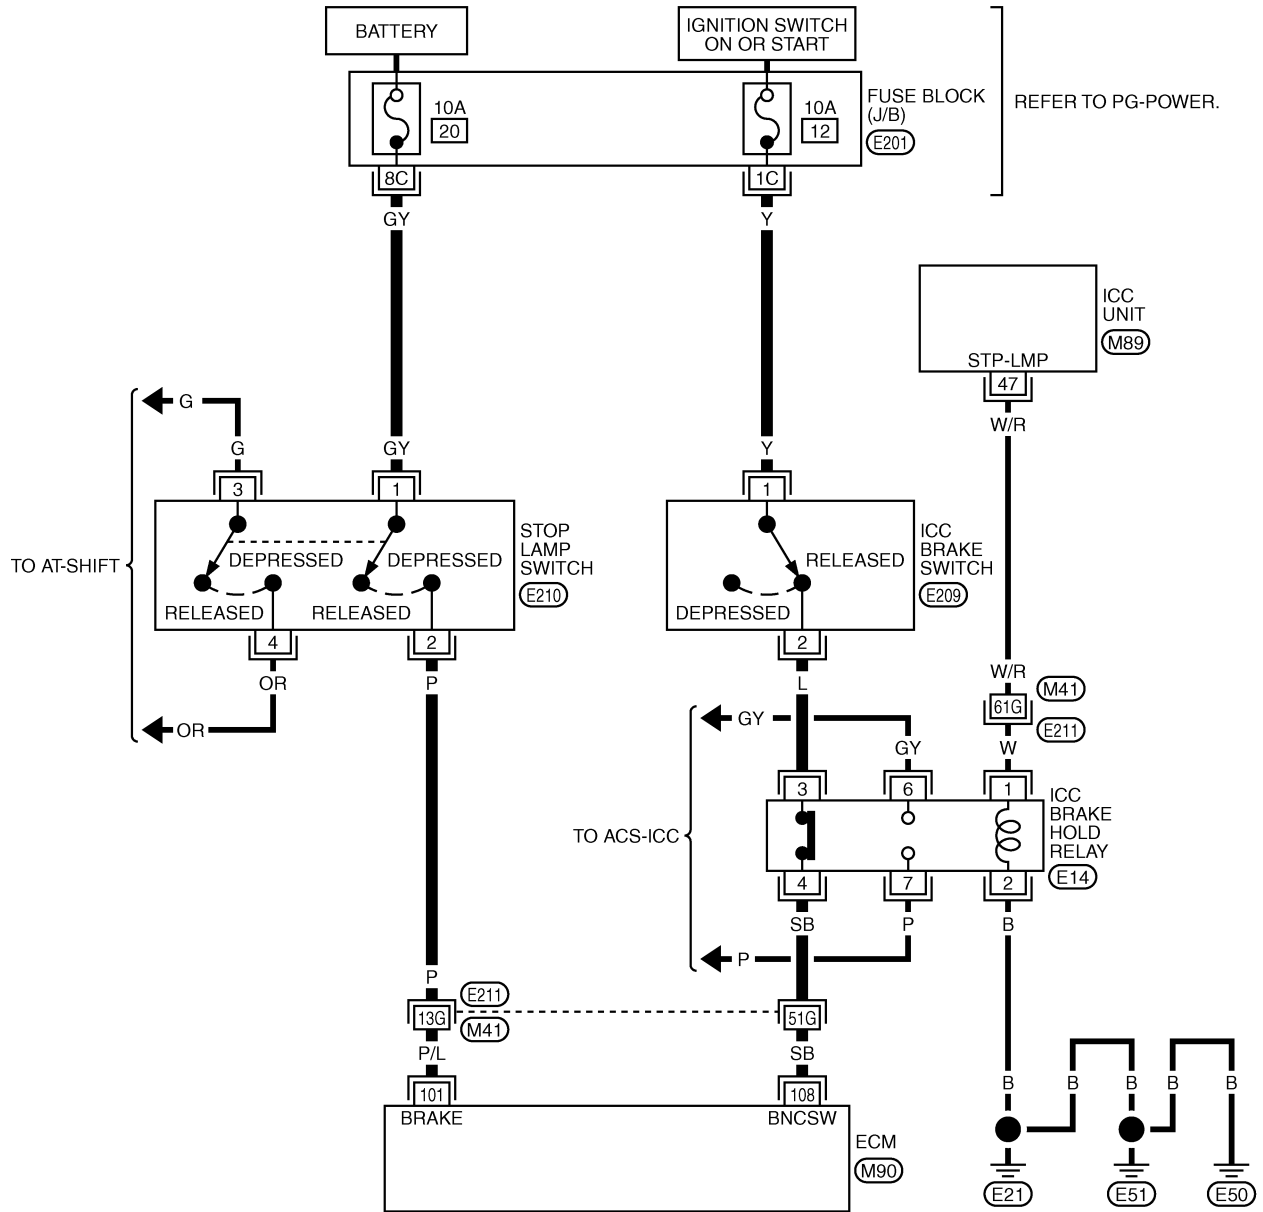 BATTERY
IGNITION SWITCH
ON OR START
10A
20
10A
12
FUSE BLOCK
(J/B)
E201
REFER TO PG-POWER.
8C
1C
GY
Y
ICC
UNIT
M89
STP-LMP
47
W/R
G
G
GY
Y
3
1
1
DEPRESSED
DEPRESSED
RELEASED
RELEASED
STOP
LAMP
SWITCH
E210
RELEASED
DEPRESSED
ICC
BRAKE
SWITCH
E209
TO AT-SHIFT
4
2
2
OR
P
L
OR
W/R
M41
61G
E211
W
GY
GY
3
6
1
TO ACS-ICC
ICC
BRAKE
HOLD
RELAY
E14
4
7
2
SB
P
B
P
P
E211
13G
M41
51G
P/L
SB
101
108
BRAKE
BNCSW
ECM
M90
B
B
B
B
B
E21
E51
E50